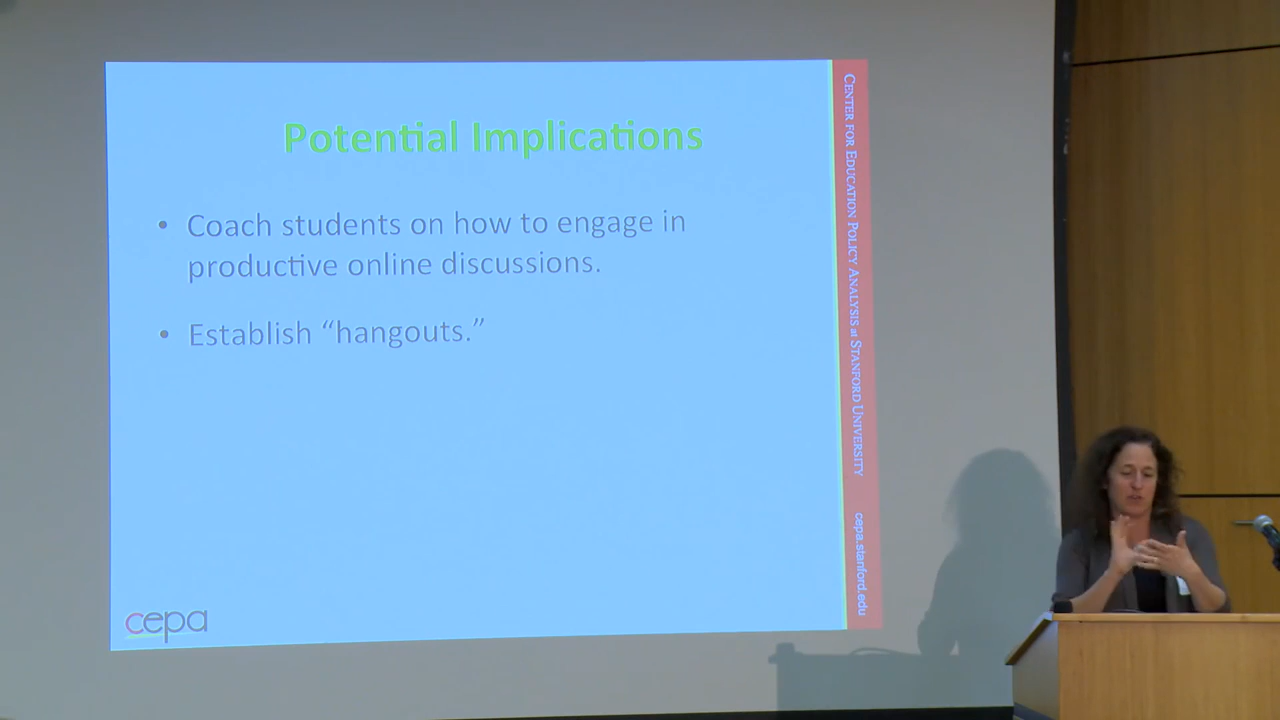 Potential Implications
• Coach students on how to engage in
productive online discussions.
• Establish “hangouts.”
cepa
CENTER FOR EDUCATION POLICY ANALYSIS at STANFORD UNIVERSITY
cepa.stanford.edu